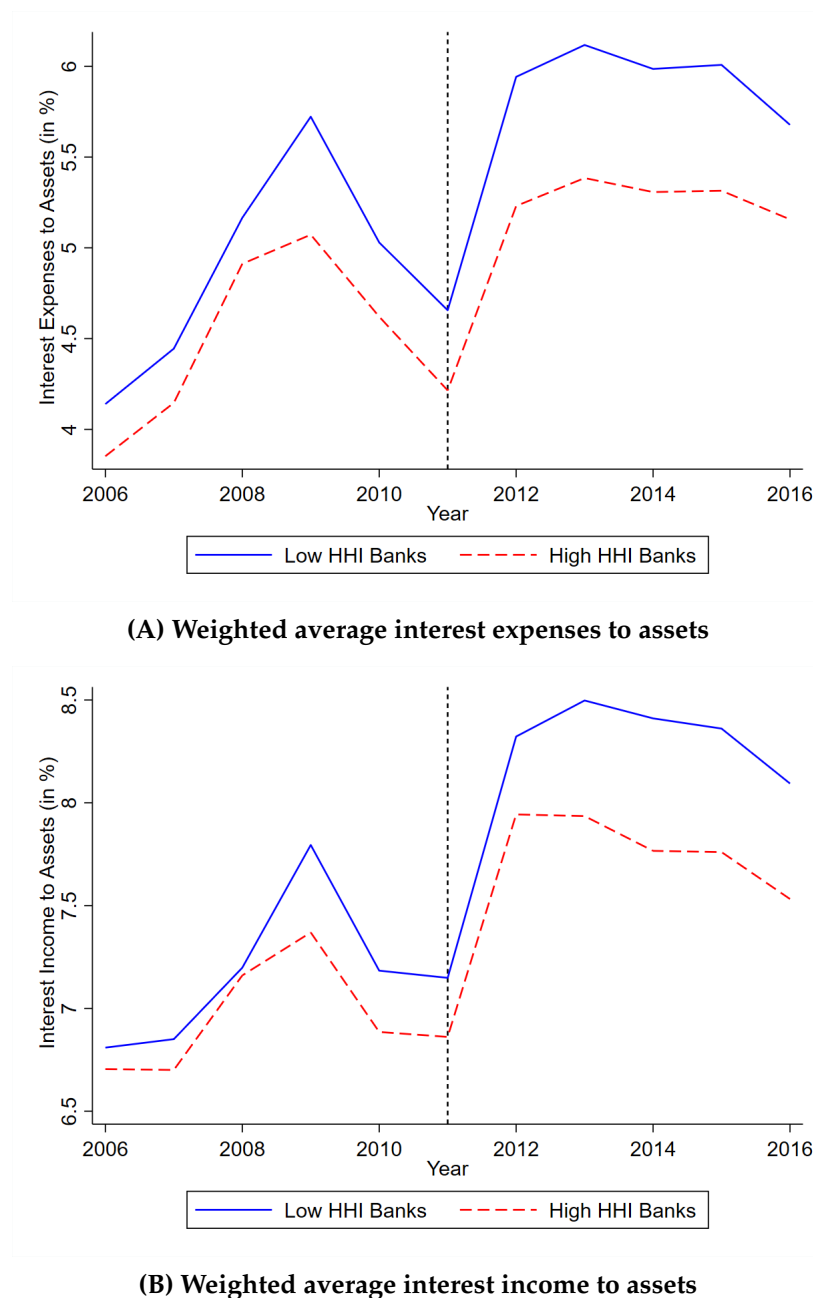 Interest Expenses to Assets (in %)
6
5.5
5
4.5
4
2006 2008 2010 2012 2014 2016
Year
Low HHI Banks High HHI Banks
(A) Weighted average interest expenses to assets
Interest Income to Assets (in %)
8.5
8
7.5
7
6.5
2006 2008 2010 2012 2014 2016
Year
Low HHI Banks High HHI Banks
(B) Weighted average interest income to assets